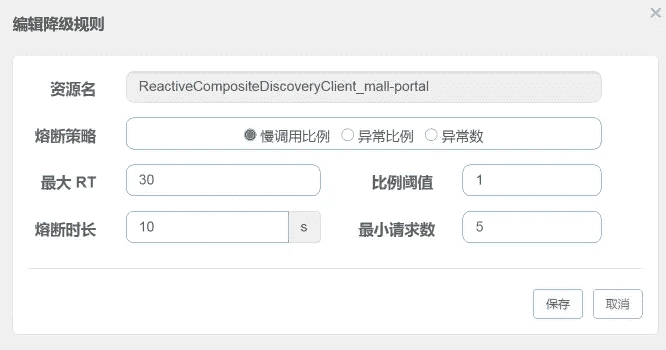 编辑降级规则
×
资源名 ReactiveCompositeDiscoveryClient_mall-portal
熔断策略 慢调用比例 异常比例 异常数
最大 RT 30 比例阈值 1
熔断时长 10 s 最小请求数 5
保存 取消